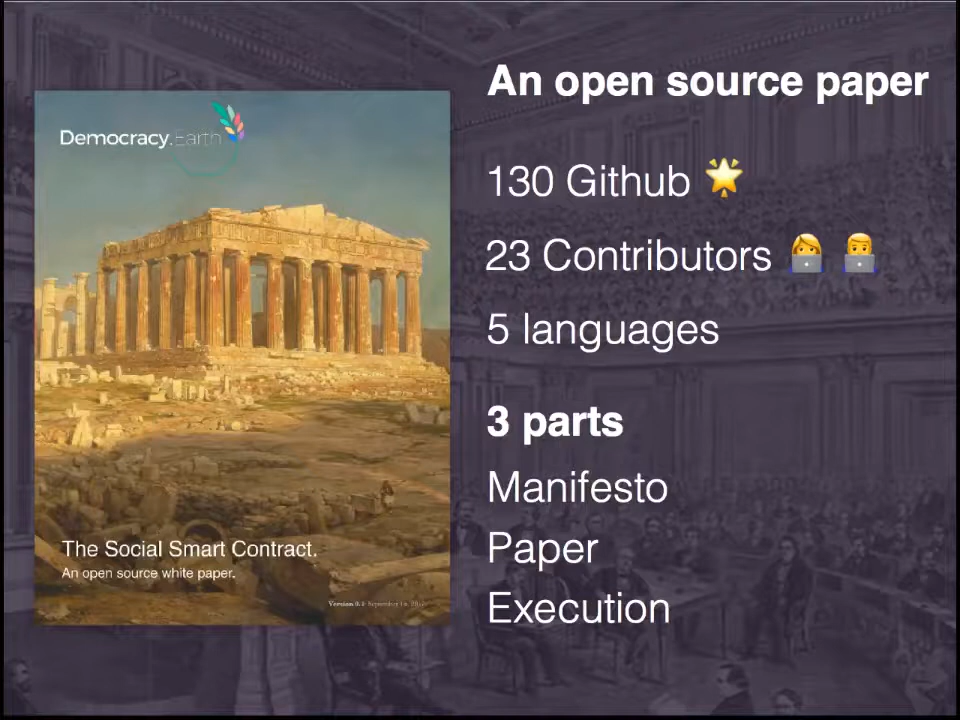 Democracy.Earth
The Social Smart Contract.
An open source white paper.
An open source paper
130 Github 🌟
23 Contributors 👩‍💻 👨‍💻
5 languages
3 parts
Manifesto
Paper
Execution